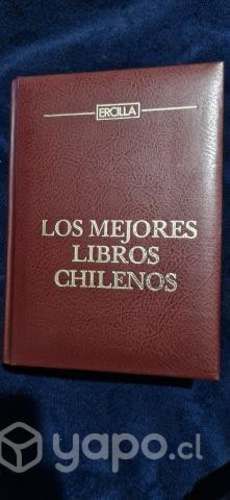 ERCILLA
LOS MEJORES
LIBROS
CHILENOS
yapo.cl